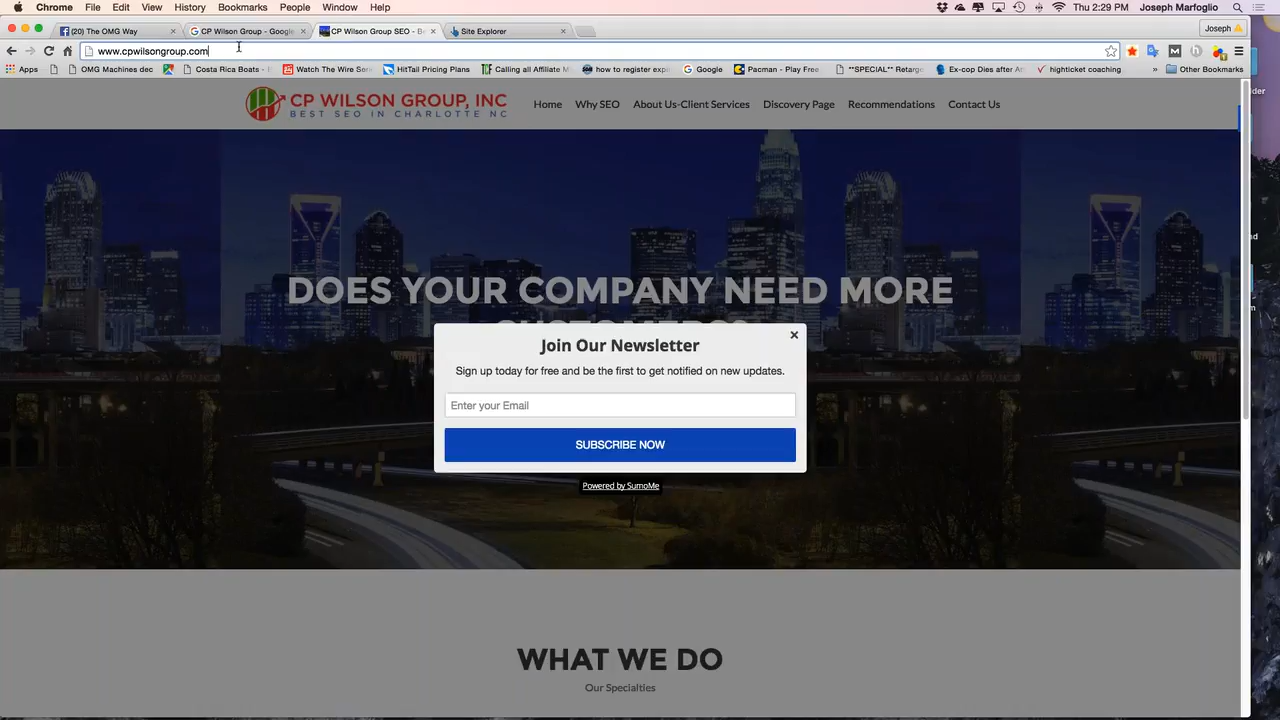 Chrome File Edit View History Bookmarks People Window Help Thu 2:29 PM Joseph Marfoglio
(20) The OMG Way CP Wilson Group - Google CP Wilson Group SEO - Be Site Explorer Joseph
www.cpwilsongroup.com
Apps OMG Machines dec Costa Rica Boats - Watch The Wire HitTail Pricing Plans Calling all Affiliate M how to register Google Pacman - Play Free **SPECIAL** Retarg Ex-cop Dies after highticket coaching » Other Bookmarks
CP WILSON GROUP, INC
BEST SEO IN CHARLOTTE NC
Home Why SEO About Us-Client Services Discovery Page Recommendations Contact Us
DOES YOUR COMPANY NEED MORE
Join Our Newsletter
Sign up today for free and be the first to get notified on new updates.
Enter your Email
SUBSCRIBE NOW
Powered by SumoMe
WHAT WE DO
Our Specialties